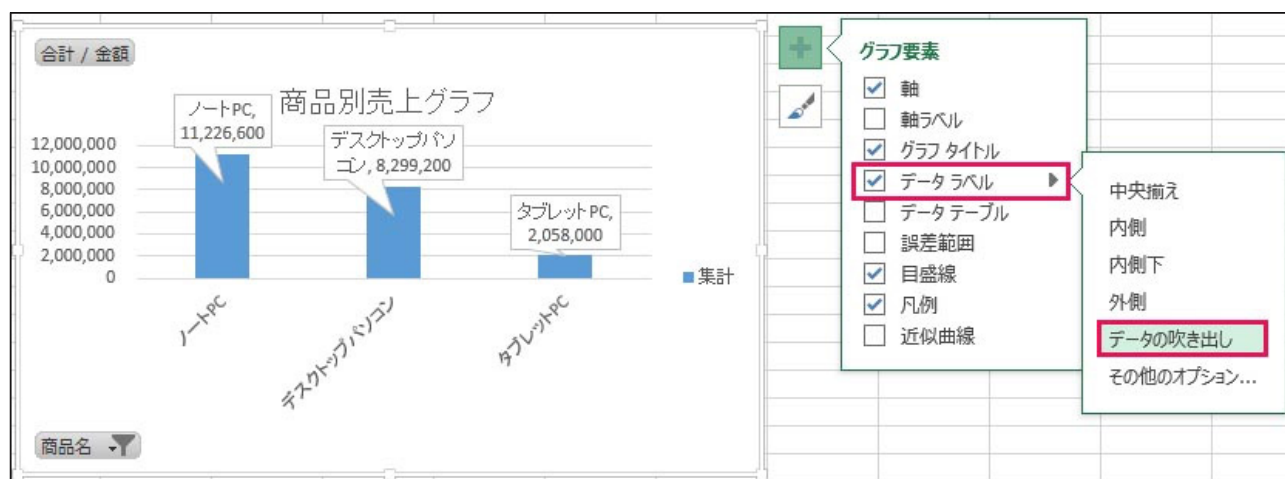 合計 / 金額
商品別売上グラフ
ノートPC,
11,226,600
デスクトップパソ
コン, 8,299,200
タブレットPC,
2,058,000
12,000,000
10,000,000
8,000,000
6,000,000
4,000,000
2,000,000
0
ノートPC
デスクトップパソコン
タブレットPC
集計
商品名
グラフ要素
軸
軸ラベル
グラフ タイトル
データ ラベル
データ テーブル
誤差範囲
目盛線
凡例
近似曲線
中央揃え
内側
内側下
外側
データの吹き出し
その他のオプション...